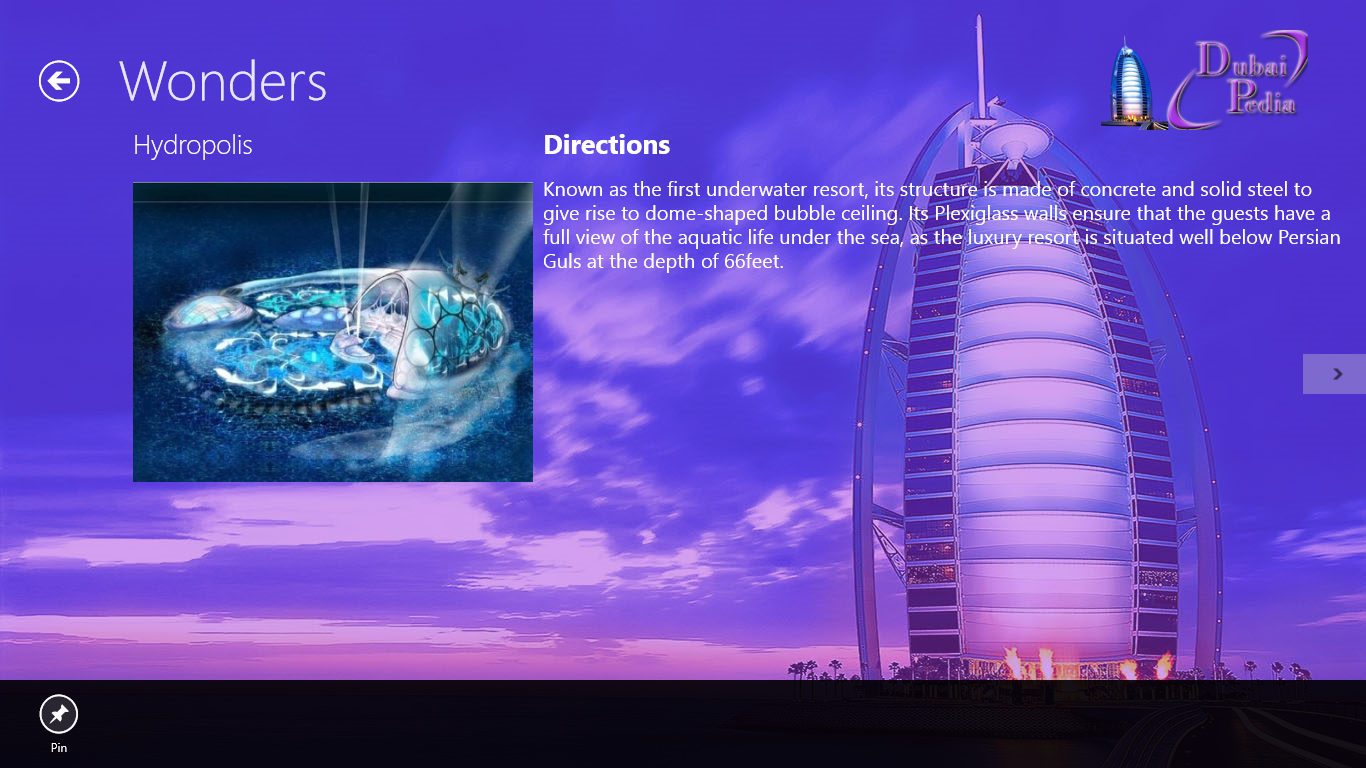 Wonders
Dubai
Pedia
Hydropolis
Directions
Known as the first underwater resort, its structure is made of concrete and solid steel to
give rise to dome-shaped bubble ceiling. Its Plexiglass walls ensure that the guests have a
full view of the aquatic life under the sea, as the luxury resort is situated well below Persian
Guls at the depth of 66feet.
Pin